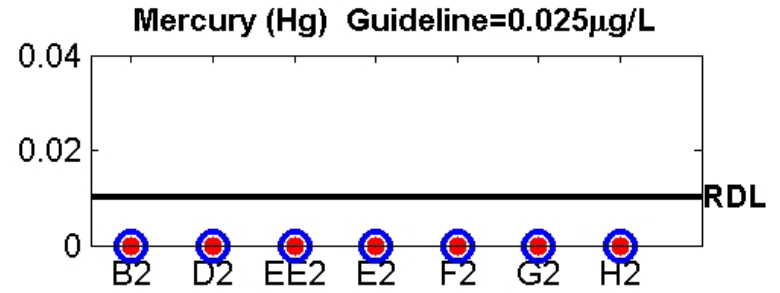 Mercury (Hg) Guideline=0.025µg/L
0.04
0.02
RDL
0
B2 D2 EE2 E2 F2 G2 H2